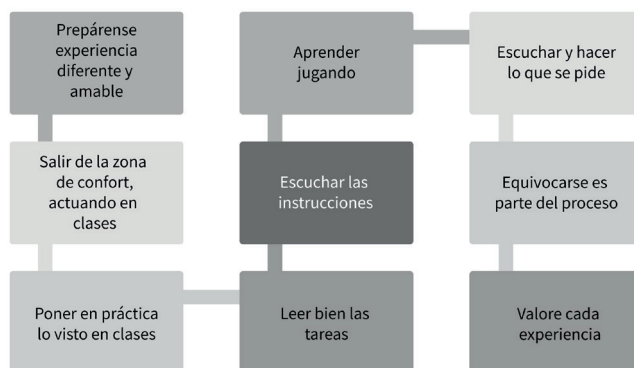 Prepárense
experiencia
diferente y
amable
Salir de la zona
de confort,
actuando en
clases
Poner en práctica
lo visto en clases
Leer bien las
tareas
Escuchar las
instrucciones
Aprender
jugando
Escuchar y hacer
lo que se pide
Equivocarse es
parte del proceso
Valore cada
experiencia